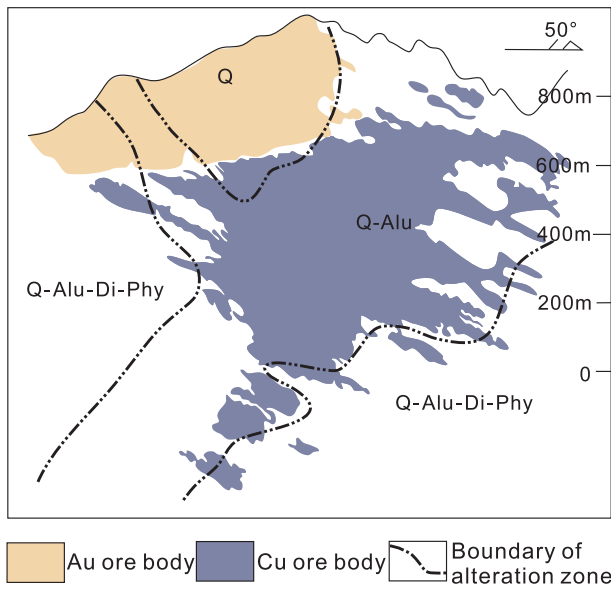 50°
Q
800m
600m
Q-Alu
400m
Q-Alu-Di-Phy
200m
0
Q-Alu-Di-Phy
Au ore body
Cu ore body
Boundary of
alteration zone